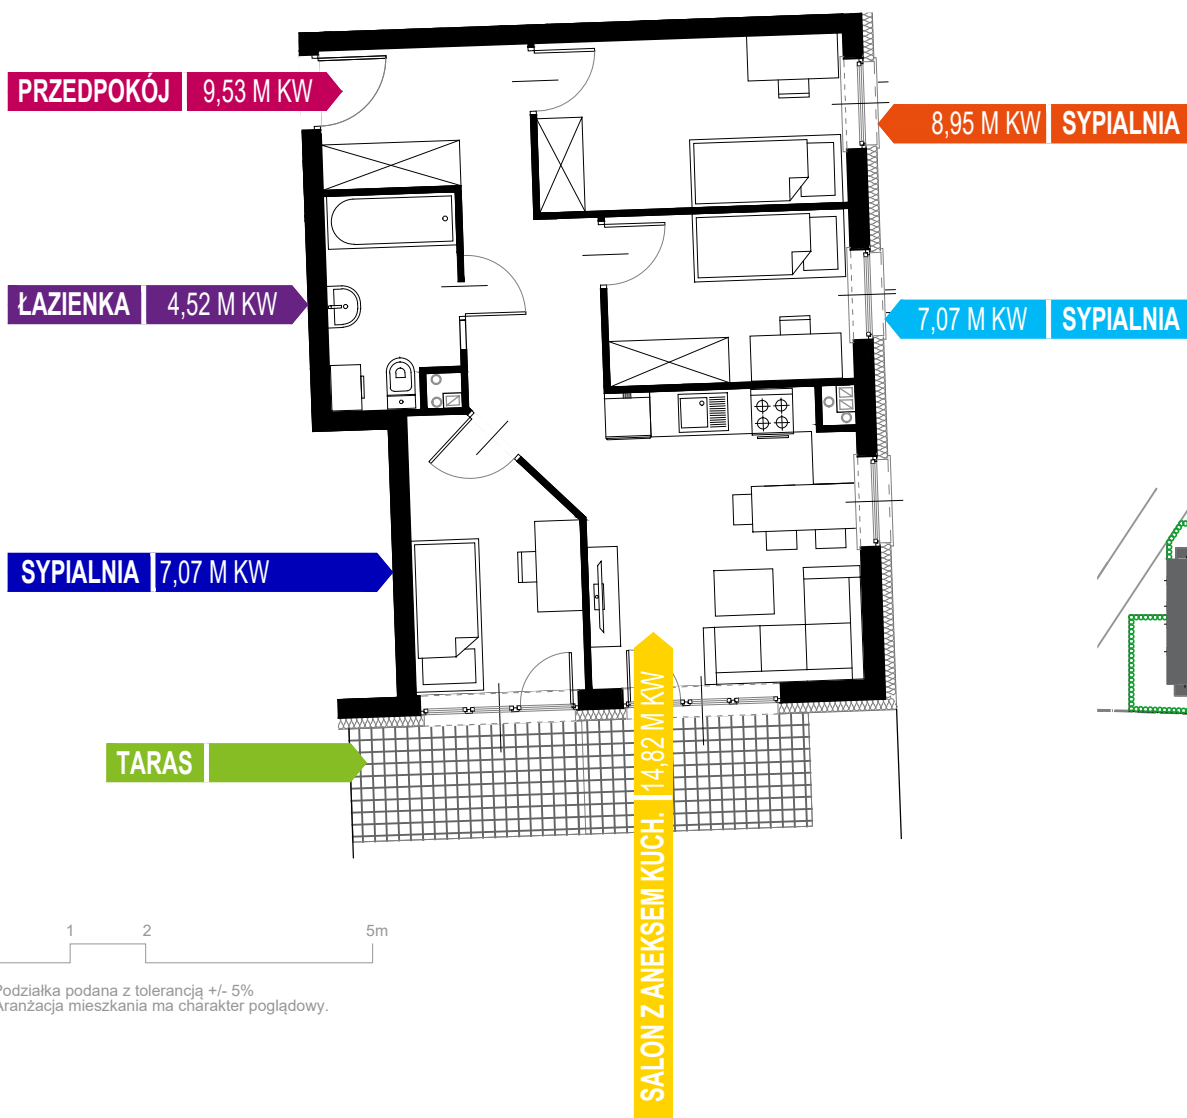 PRZEDPOKÓJ 9,53 M KW
8,95 M KW SYPIALNIA
ŁAZIENKA 4,52 M KW
7,07 M KW SYPIALNIA
SYPIALNIA 7,07 M KW
TARAS
SALON Z ANEKSEM KUCH. 14,82 M KW
1 2 5m
Podziałka podana z tolerancją +/- 5%
Aranżacja mieszkania ma charakter poglądowy.